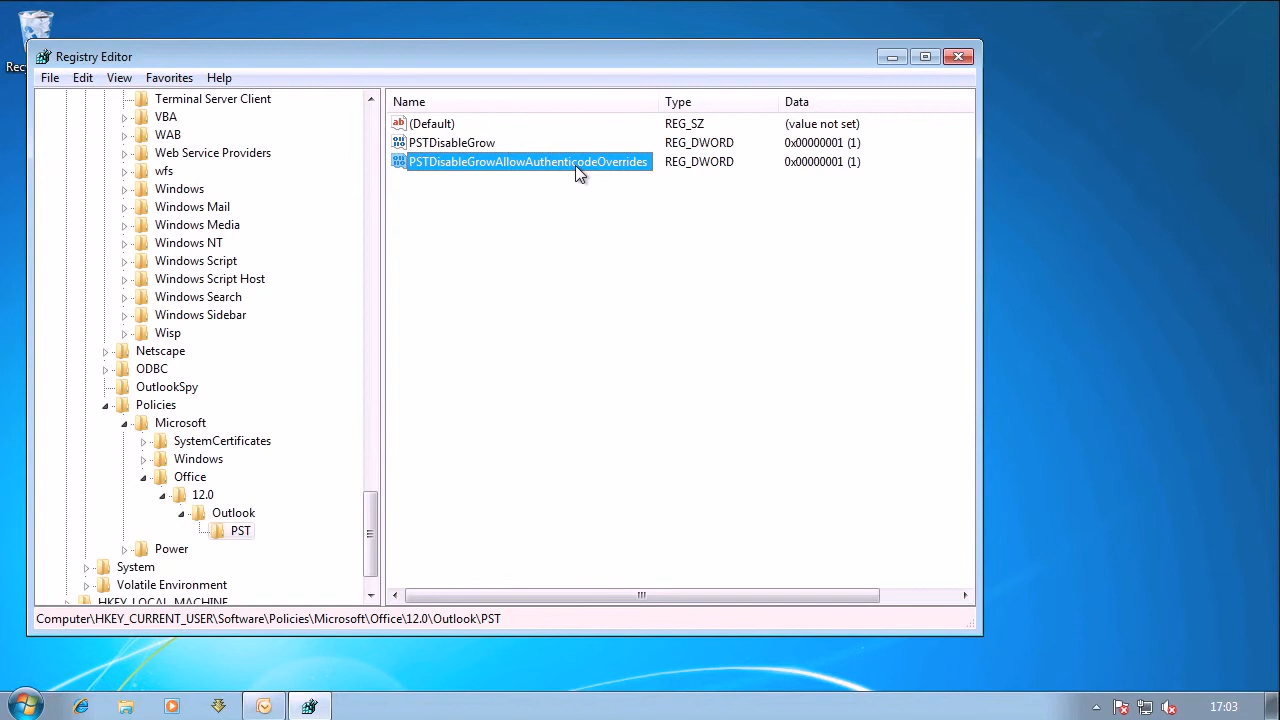 Registry Editor
File Edit View Favorites Help
Terminal Server Client
VBA
WAB
Web Service Providers
wfs
Windows
Windows Mail
Windows Media
Windows NT
Windows Script
Windows Script Host
Windows Search
Windows Sidebar
Wisp
Netscape
ODBC
OutlookSpy
Policies
Microsoft
SystemCertificates
Windows
Office
12.0
Outlook
PST
Power
System
Volatile Environment
HKEY_LOCAL_MACHINE
Name Type Data
(Default) REG_SZ (value not set)
PSTDisableGrow REG_DWORD 0x00000001 (1)
PSTDisableGrowAllowAuthenticodeOverrides REG_DWORD 0x00000001 (1)
Computer\HKEY_CURRENT_USER\Software\Policies\Microsoft\Office\12.0\Outlook\PST
17:03